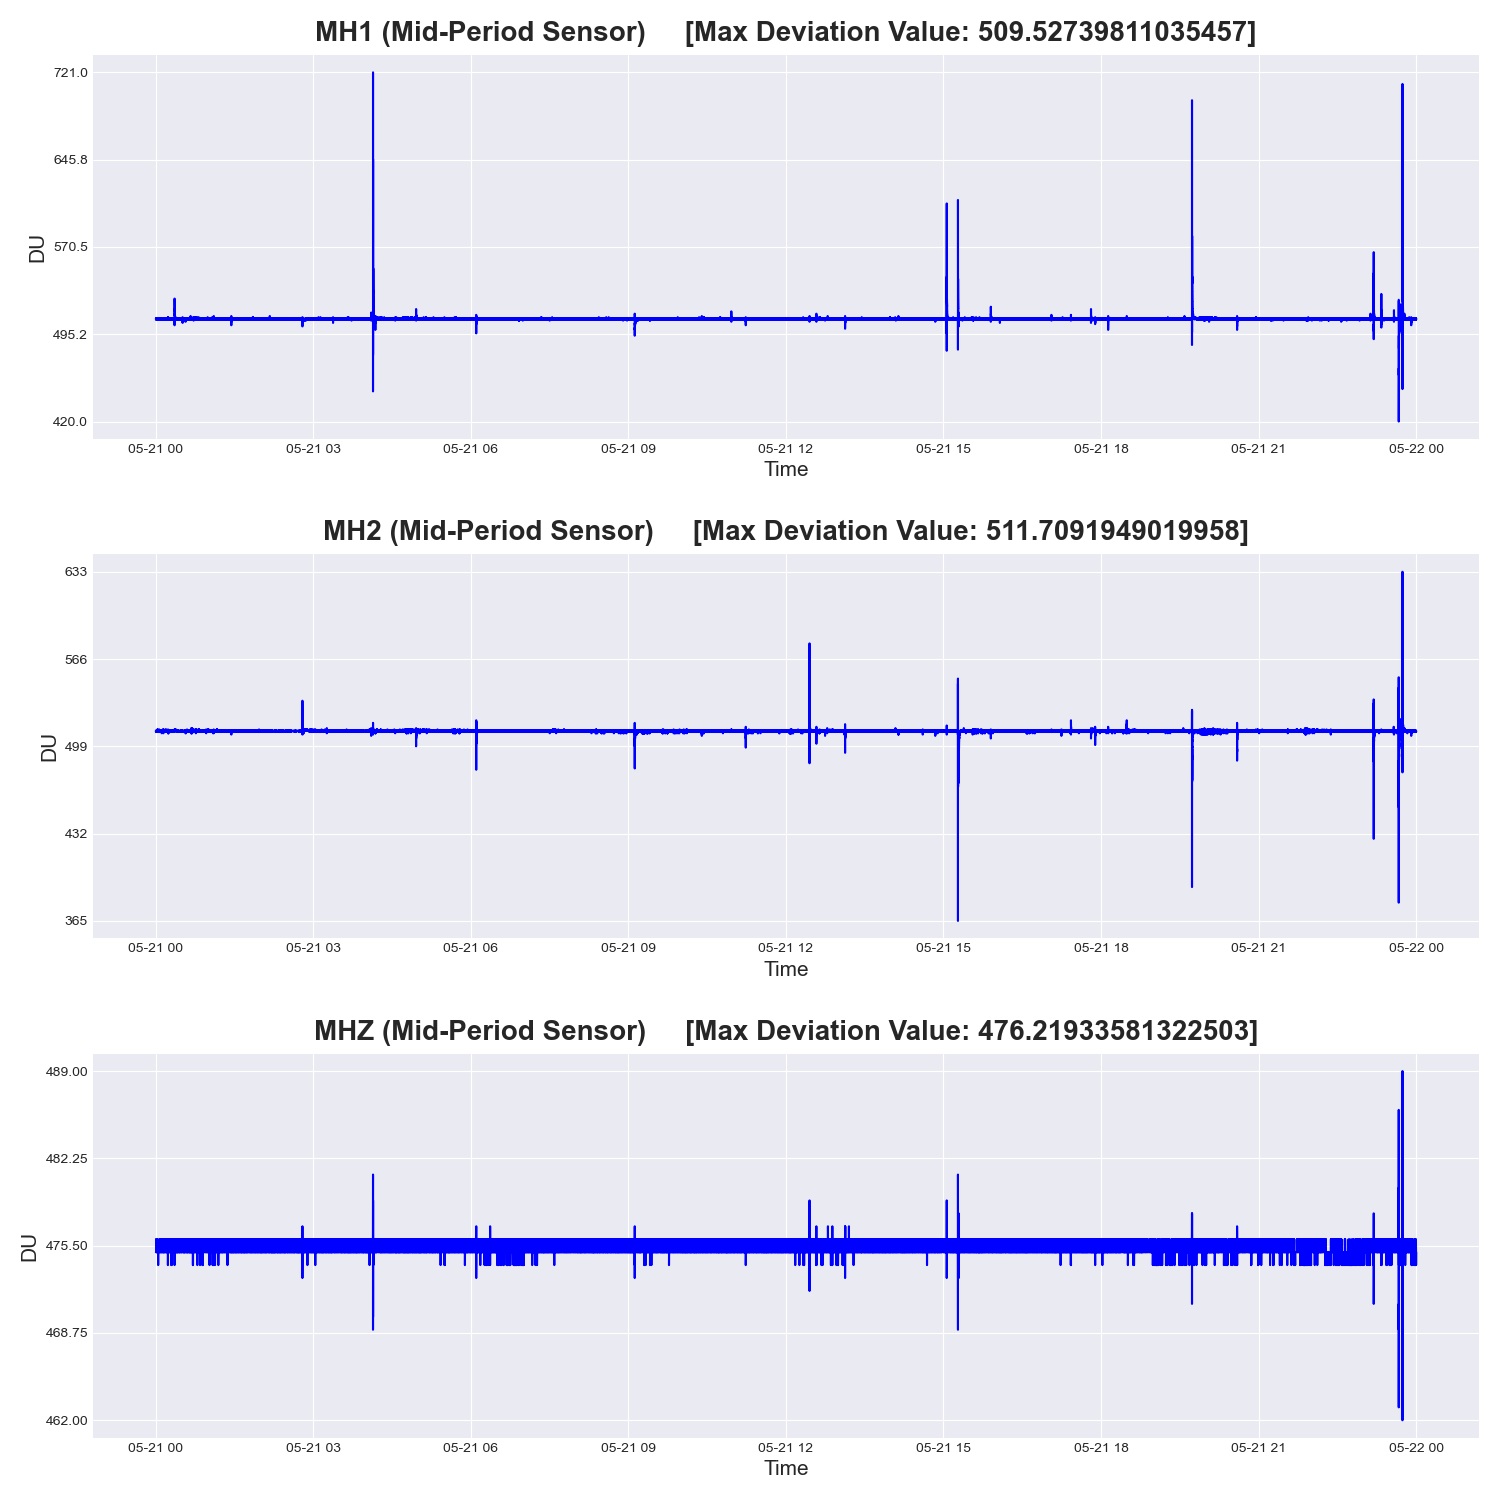 MH1 (Mid-Period Sensor) [Max Deviation Value: 509.52739811035457]
721.0
645.8
570.5
495.2
420.0
DU
05-21 00 05-21 03 05-21 06 05-21 09 05-21 12 05-21 15 05-21 18 05-21 21 05-22 00
Time
MH2 (Mid-Period Sensor) [Max Deviation Value: 511.7091949019958]
633
566
499
432
365
DU
05-21 00 05-21 03 05-21 06 05-21 09 05-21 12 05-21 15 05-21 18 05-21 21 05-22 00
Time
MHZ (Mid-Period Sensor) [Max Deviation Value: 476.21933581322503]
489.00
482.25
475.50
468.75
462.00
DU
05-21 00 05-21 03 05-21 06 05-21 09 05-21 12 05-21 15 05-21 18 05-21 21 05-22 00
Time